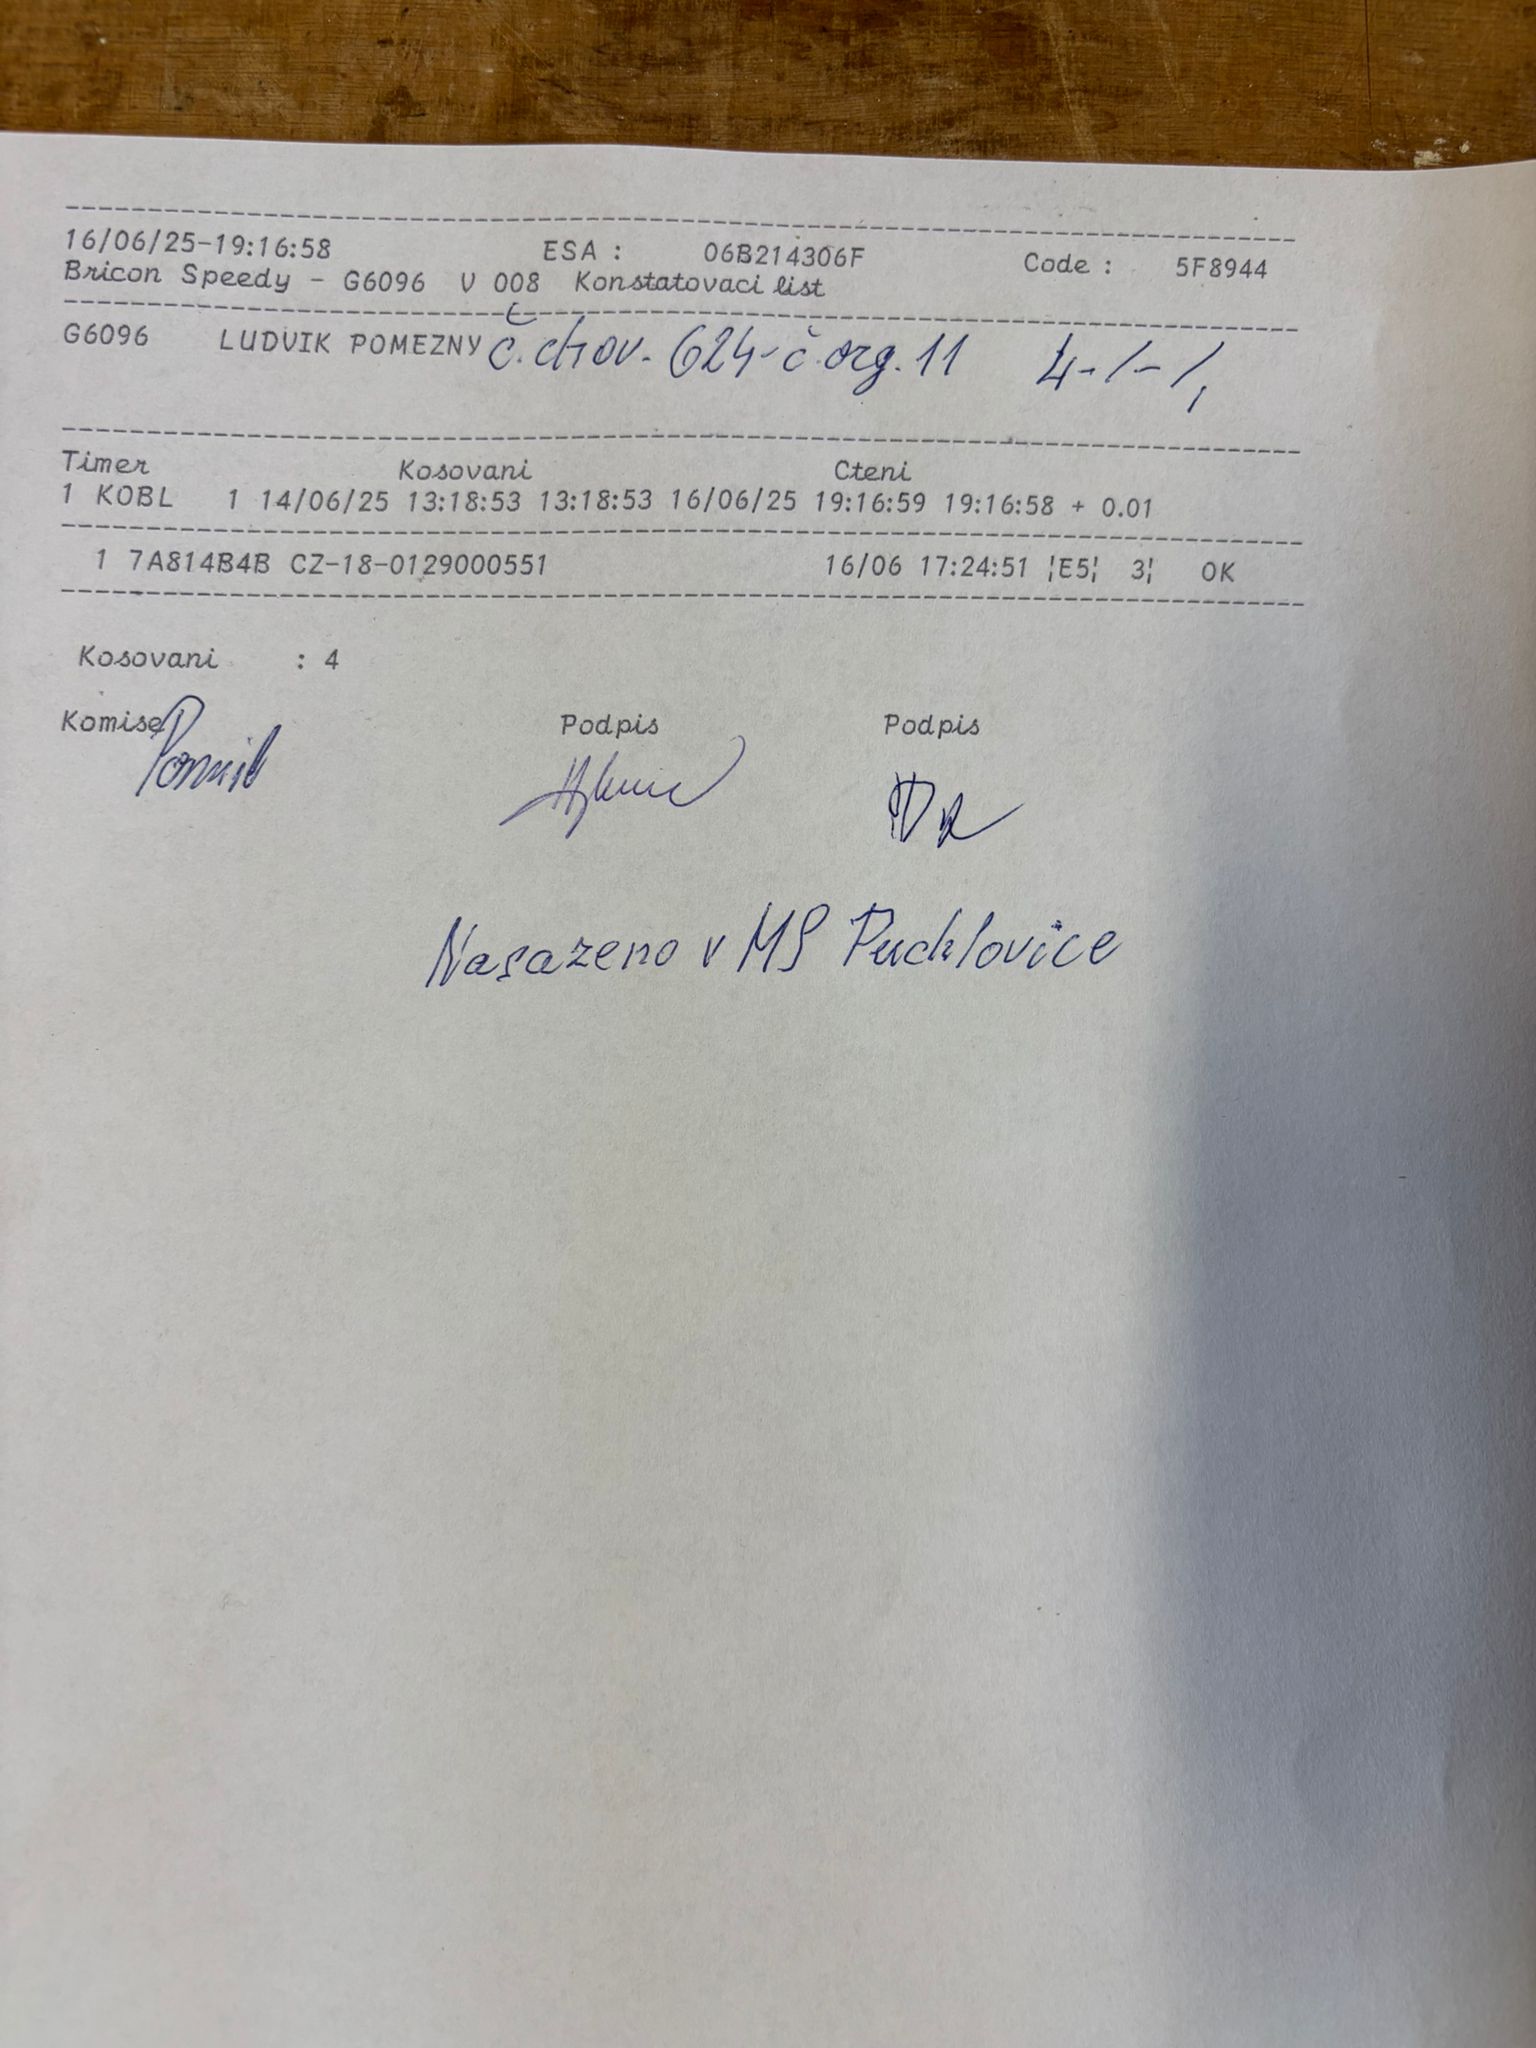 16/06/25-19:16:58 ESA : 06B214306F Code : 5F8944
Bricon Speedy - G6096 V 008 Konstatovaci list
G6096 LUDVIK POMEZNY č.chov. 624-č.org.11 4-/-/,
Timer Kosovani Cteni
1 KOBL 1 14/06/25 13:18:53 13:18:53 16/06/25 19:16:59 19:16:58 + 0.01
1 7A814B4B CZ-18-0129000551 16/06 17:24:51 ¦E5¦ 3¦ OK
Kosovani : 4
Komise Podpis Podpis
Nasazeno v MS Puchlovice